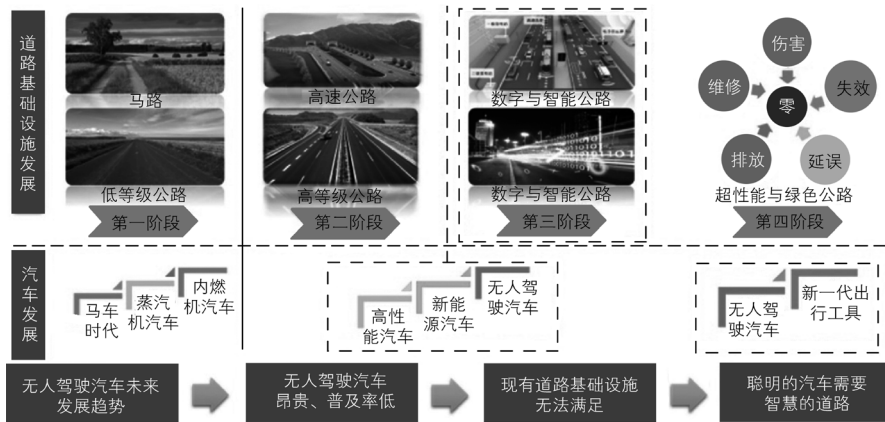 道路基础设施发展
马路
低等级公路
第一阶段
高速公路
高等级公路
第二阶段
数字与智能公路
数字与智能公路
第三阶段
伤害
维修
失效
零
排放
延误
超性能与绿色公路
第四阶段
汽车发展
马车
时代
蒸汽
机汽车
内燃
机汽车
高性
能汽车
新能
源汽车
无人驾
驶汽车
无人驾
驶汽车
新一代出
行工具
无人驾驶汽车未来
发展趋势
无人驾驶汽车
昂贵、普及率低
现有道路基础设施
无法满足
聪明的汽车需要
智慧的道路